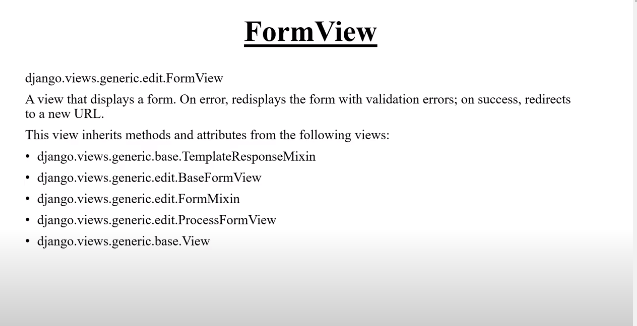 FormView
django.views.generic.edit.FormView
A view that displays a form. On error, redisplays the form with validation errors; on success, redirects
to a new URL.
This view inherits methods and attributes from the following views:
• django.views.generic.base.TemplateResponseMixin
• django.views.generic.edit.BaseFormView
• django.views.generic.edit.FormMixin
• django.views.generic.edit.ProcessFormView
• django.views.generic.base.View